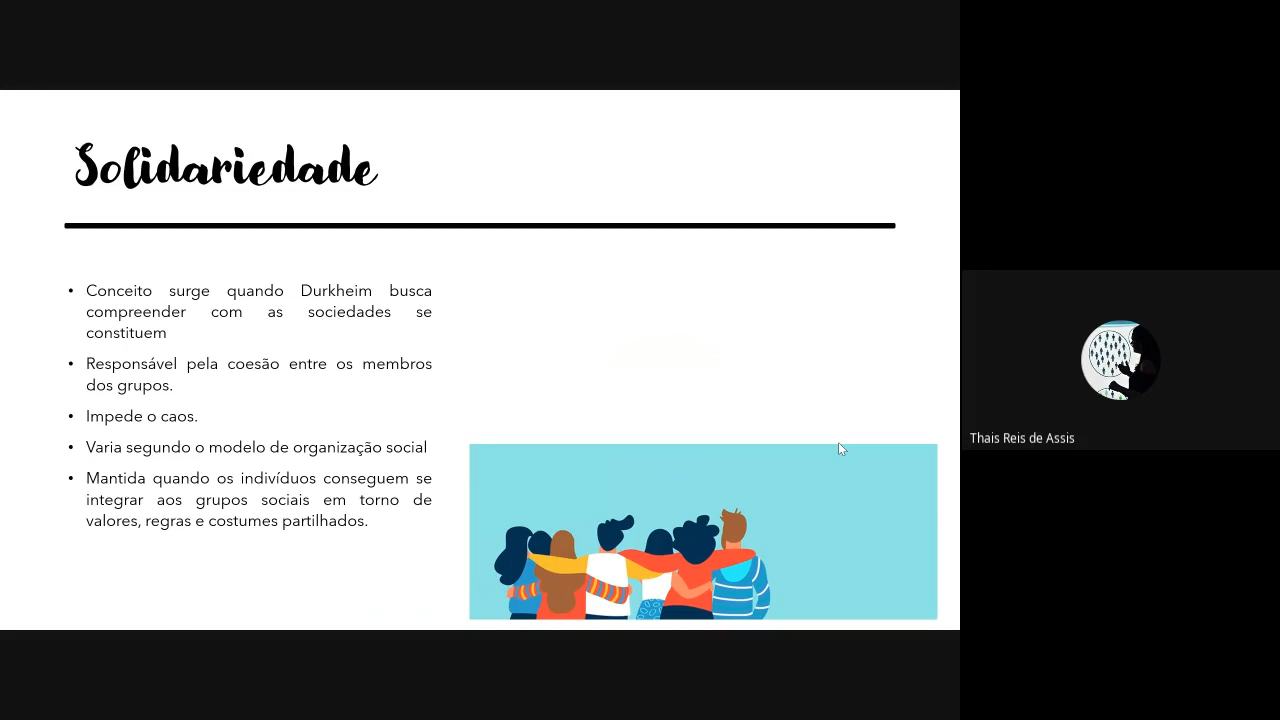 Solidariedade
• Conceito surge quando Durkheim busca
compreender com as sociedades se
constituem
• Responsável pela coesão entre os membros
dos grupos.
• Impede o caos.
• Varia segundo o modelo de organização social
• Mantida quando os indivíduos conseguem se
integrar aos grupos sociais em torno de
valores, regras e costumes partilhados.
Thais Reis de Assis